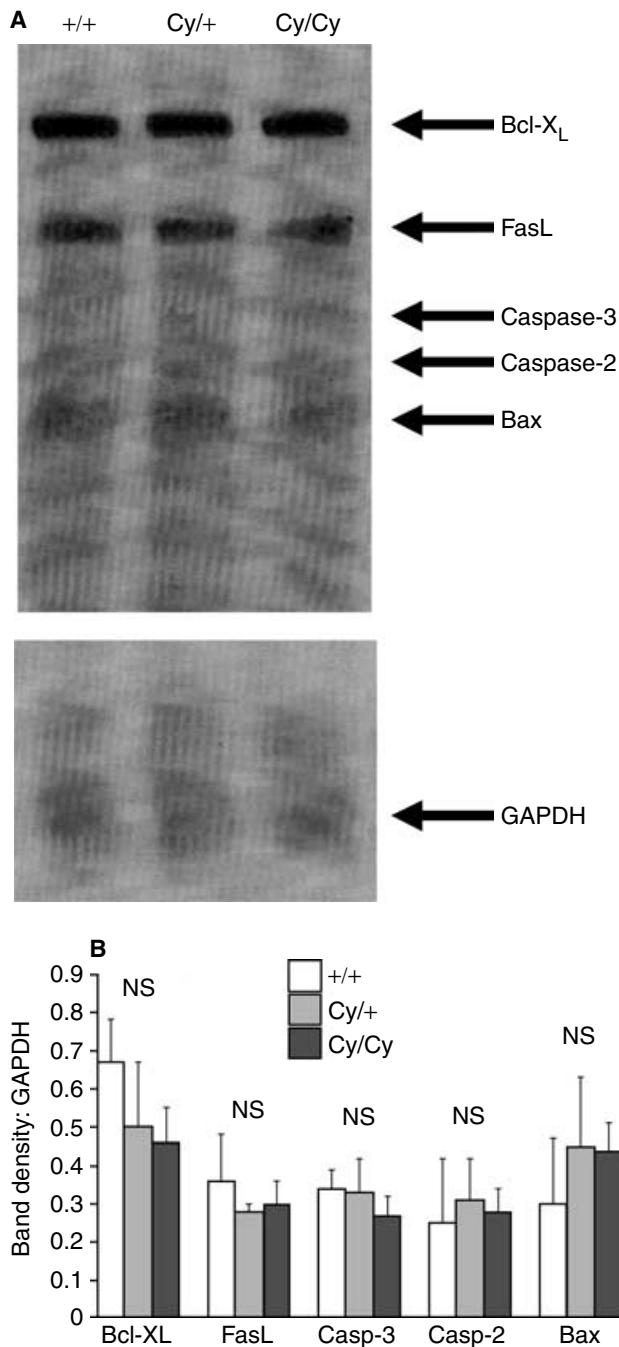 A +/+ Cy/+ Cy/Cy
Bcl-X_L
FasL
Caspase-3
Caspase-2
Bax
GAPDH
B
+/+
Cy/+
Cy/Cy
NS
NS
NS
NS
NS
Band density: GAPDH
0.9
0.8
0.7
0.6
0.5
0.4
0.3
0.2
0.1
0
Bcl-XL FasL Casp-3 Casp-2 Bax